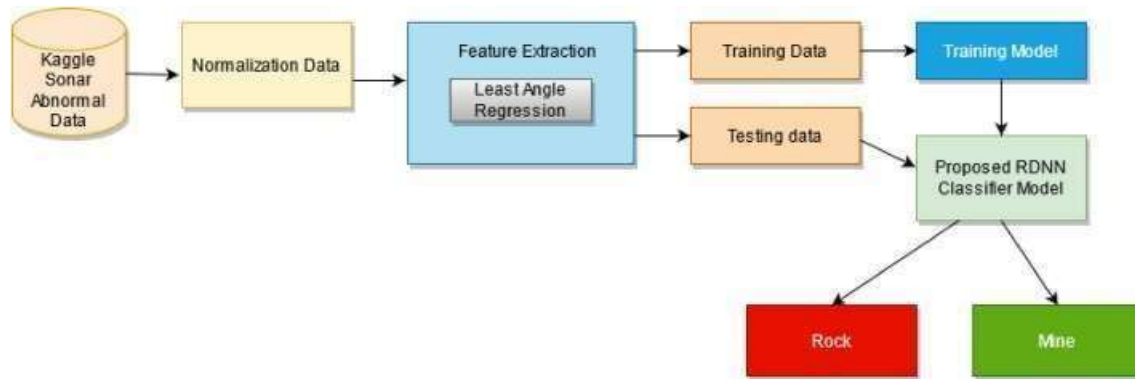 Kaggle
Sonar
Abnormal
Data
Normalization Data
Feature Extraction
Least Angle
Regression
Training Data
Training Model
Testing data
Proposed RDNN
Classifier Model
Rock
Mine